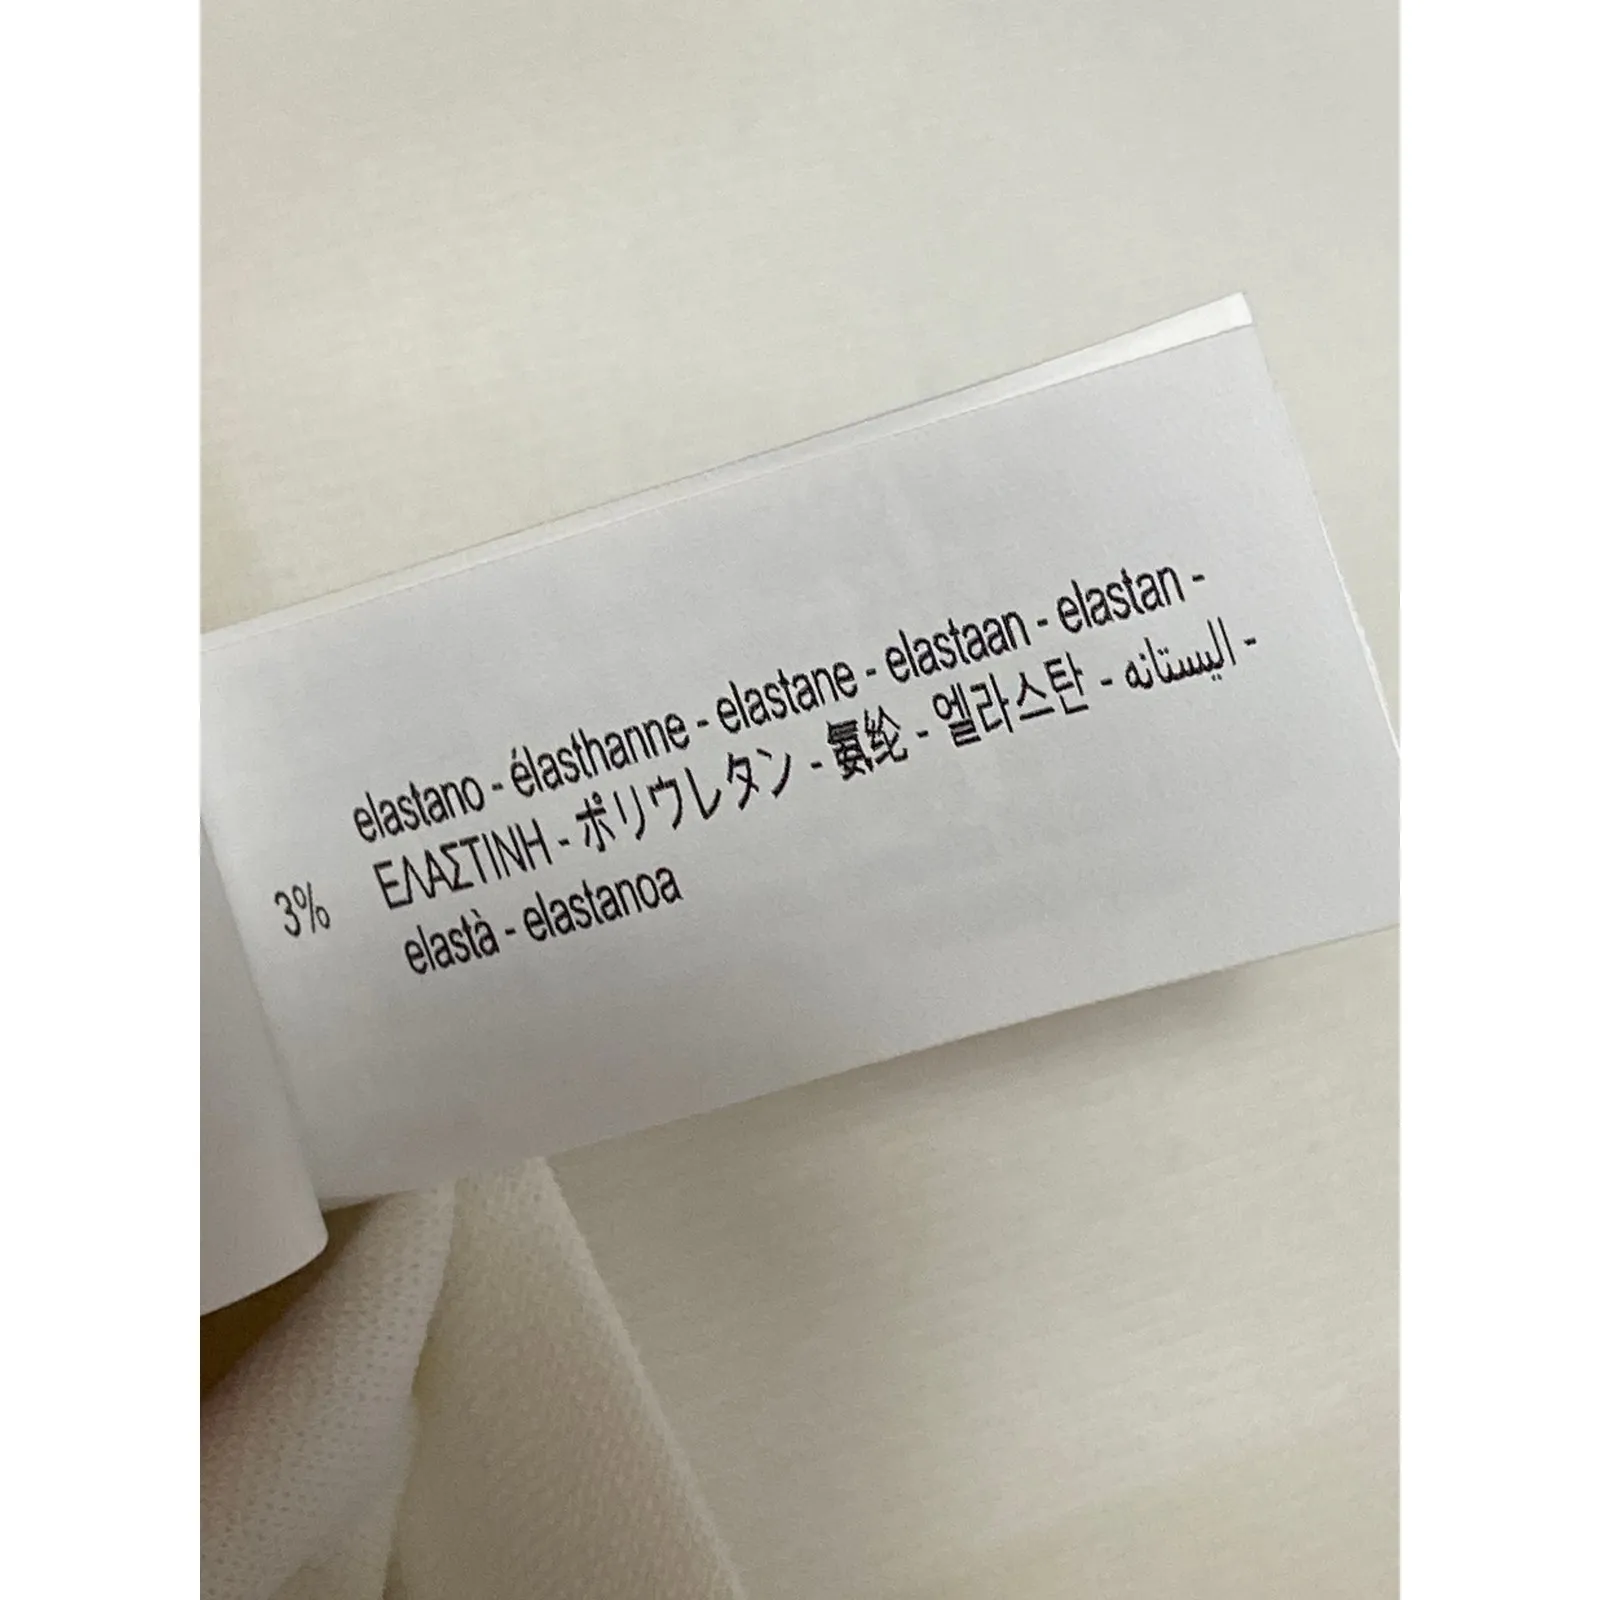 elastano - élasthanne - elastane - elastaan - elastan -
3% ΕΛΑΣΤΙΝΗ - ポリウレタン - 氨纶 - 엘라스탄 - اليستانه -
elastà - elastanoa